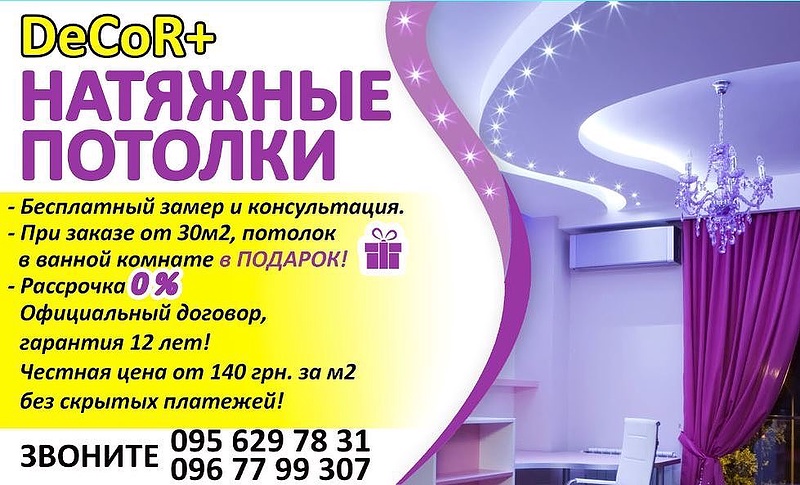 DeCoR+
НАТЯЖНЫЕ
ПОТОЛКИ
- Бесплатный замер и консультация.
- При заказе от 30м2, потолок
в ванной комнате в ПОДАРОК!
- Рассрочка 0%
Официальный договор,
гарантия 12 лет!
Честная цена от 140 грн. за м2
без скрытых платежей!
ЗВОНИТЕ 095 629 78 31
096 77 99 307